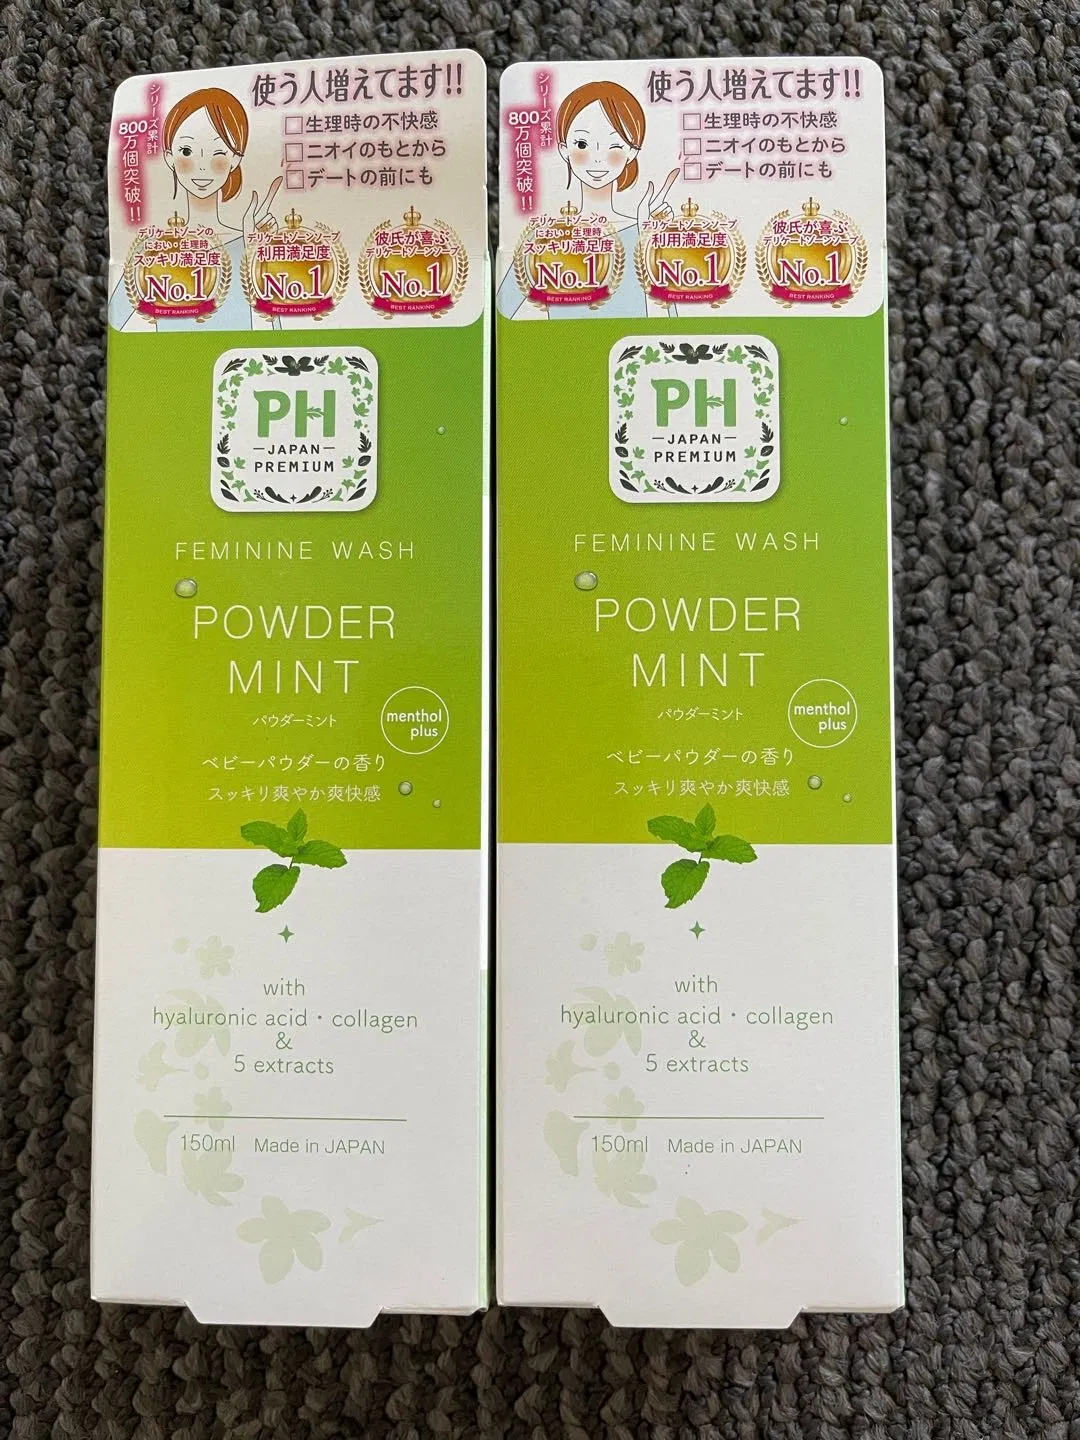 使う人増えてます!!
シリーズ累計
800万個突破!!
□生理時の不快感
□ニオイのもとから
□デートの前にも
デリケートゾーンの
におい・生理時
スッキリ満足度
No.1
BEST RANKING
デリケートゾーンソープ
利用満足度
No.1
BEST RANKING
彼氏が喜ぶ
デリケートゾーンソープ
No.1
BEST RANKING
PH
JAPAN
PREMIUM
FEMININE WASH
POWDER
MINT
パウダーミント
menthol
plus
ベビーパウダーの香り
スッキリ爽やか爽快感
with
hyaluronic acid・collagen
&
5 extracts
150ml Made in JAPAN
使う人増えてます!!
シリーズ累計
800万個突破!!
□生理時の不快感
□ニオイのもとから
□デートの前にも
デリケートゾーンの
におい・生理時
スッキリ満足度
No.1
BEST RANKING
デリケートゾーンソープ
利用満足度
No.1
BEST RANKING
彼氏が喜ぶ
デリケートゾーンソープ
No.1
BEST RANKING
PH
JAPAN
PREMIUM
FEMININE WASH
POWDER
MINT
パウダーミント
menthol
plus
ベビーパウダーの香り
スッキリ爽やか爽快感
with
hyaluronic acid・collagen
&
5 extracts
150ml Made in JAPAN